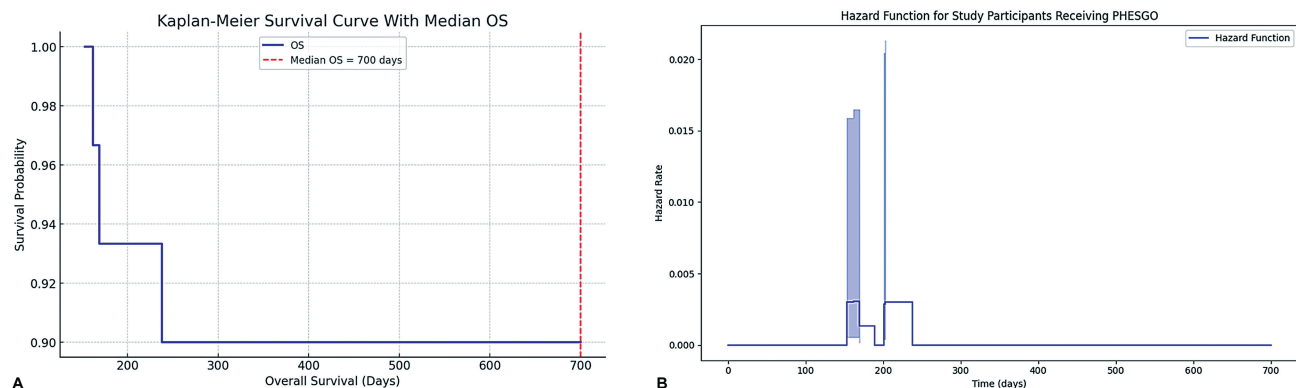 Kaplan-Meier Survival Curve With Median OS
OS
Median OS = 700 days
1.00
0.98
0.96
0.94
0.92
0.90
Survival Probability
200 300 400 500 600 700
Overall Survival (Days)
A
Hazard Function for Study Participants Receiving PHESGO
Hazard Function
0.020
0.015
0.010
0.005
0.000
Hazard Rate
0 100 200 300 400 500 600 700
Time (days)
B